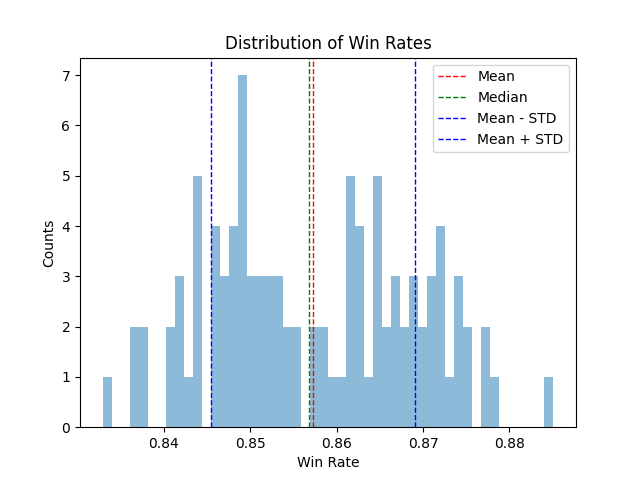 Distribution of Win Rates
Mean
Median
Mean - STD
Mean + STD
7
6
5
4
3
2
1
0
Counts
0.84 0.85 0.86 0.87 0.88
Win Rate